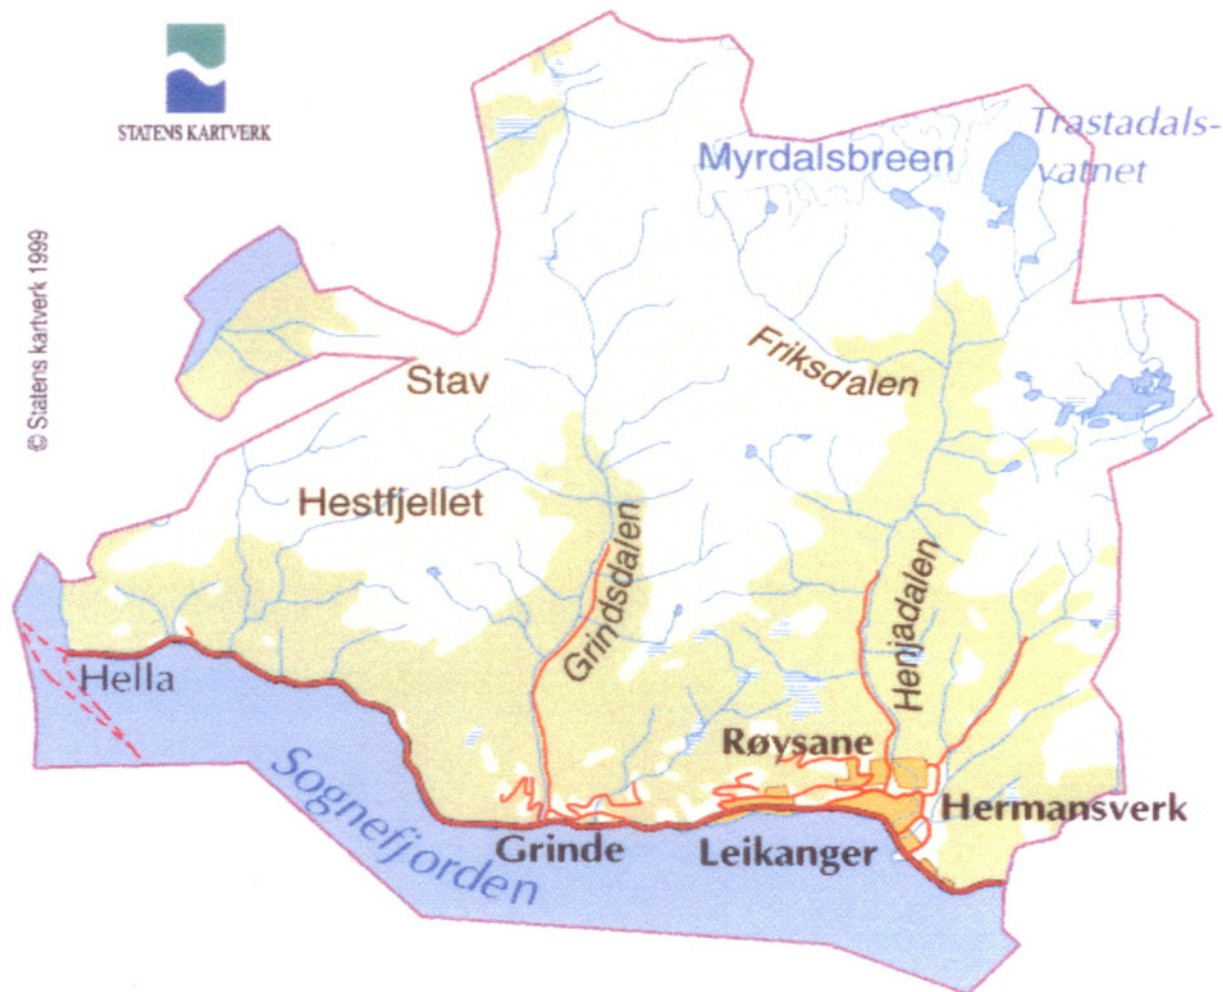 STATENS KARTVERK
© Statens kartverk 1999
Trastadals-
vatnet
Myrdalsbreen
Friksdalen
Stav
Hestfjellet
Grindsdalen
Henjadalen
Hella
Røysane
Hermansverk
Sognefjorden
Grinde
Leikanger